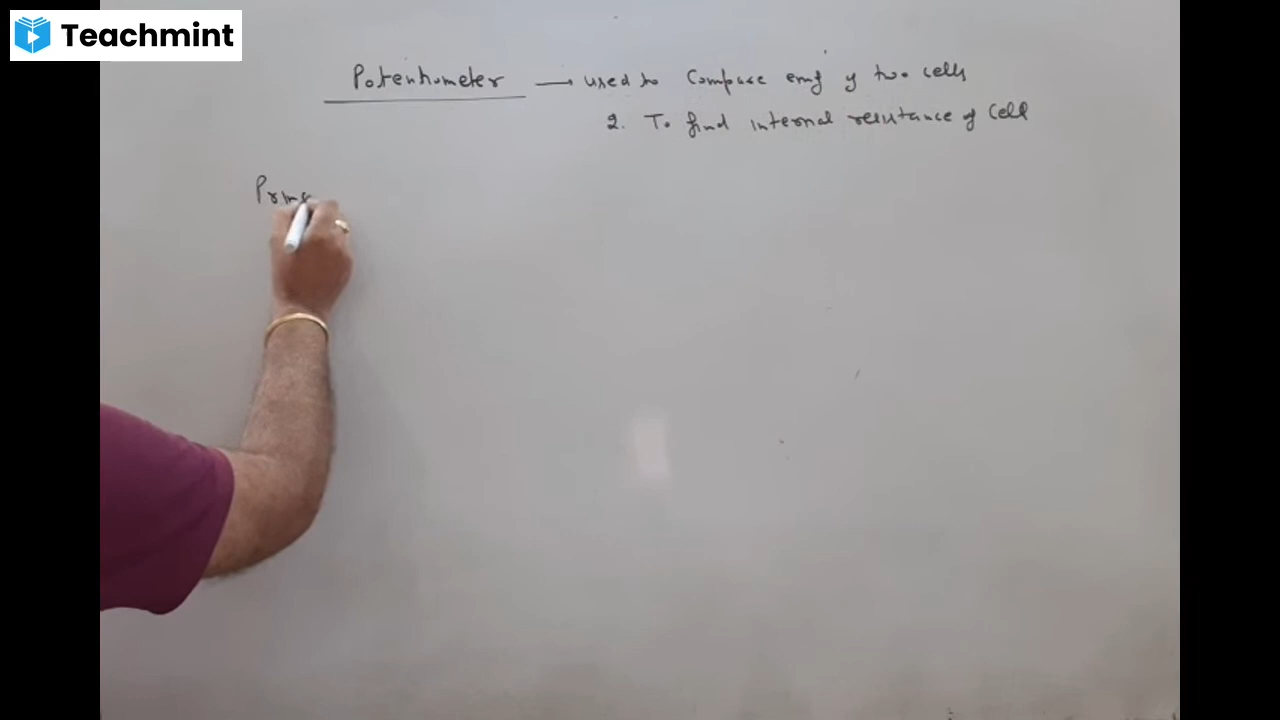 Teachmint
Potentiometer → used to Compare emf of two cells
2. To find internal resistance of Cell
Prin